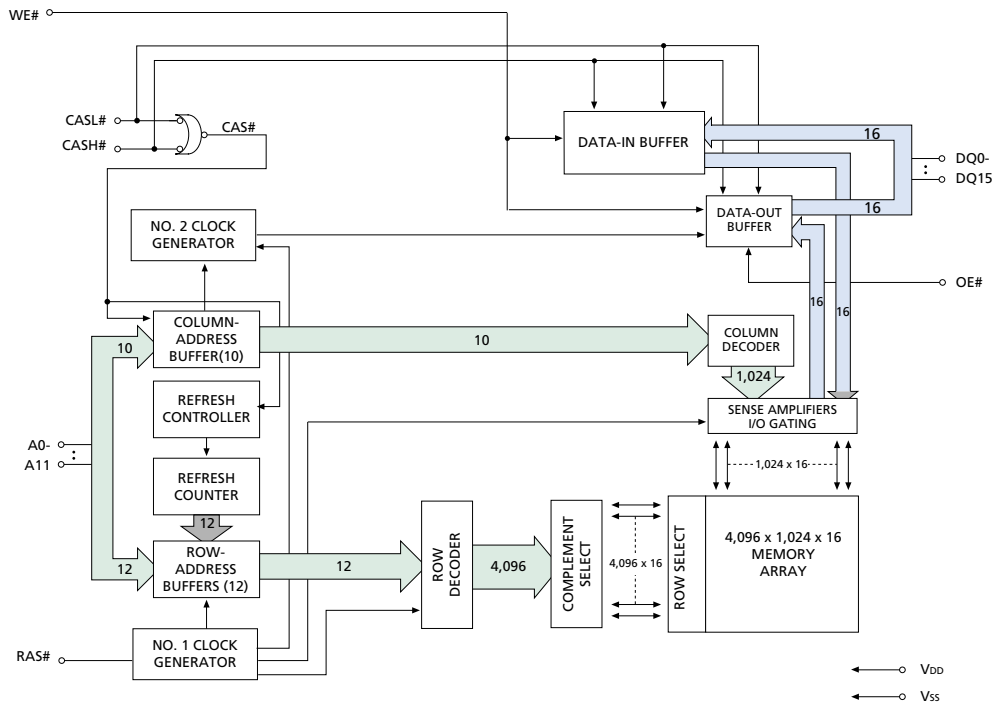 WE#
CASL#
CASH#
CAS#
DATA-IN BUFFER
16
DQ0-
DQ15
16
DATA-OUT
BUFFER
NO. 2 CLOCK
GENERATOR
OE#
16
16
COLUMN-
ADDRESS
BUFFER(10)
10
10
COLUMN
DECODER
1,024
REFRESH
CONTROLLER
SENSE AMPLIFIERS
I/O GATING
A0-
A11
1,024 x 16
REFRESH
COUNTER
12
ROW-
ADDRESS
BUFFERS (12)
12
12
ROW
DECODER
4,096
COMPLEMENT
SELECT
4,096 x 16
ROW SELECT
4,096 x 1,024 x 16
MEMORY
ARRAY
RAS#
NO. 1 CLOCK
GENERATOR
VDD
VSS